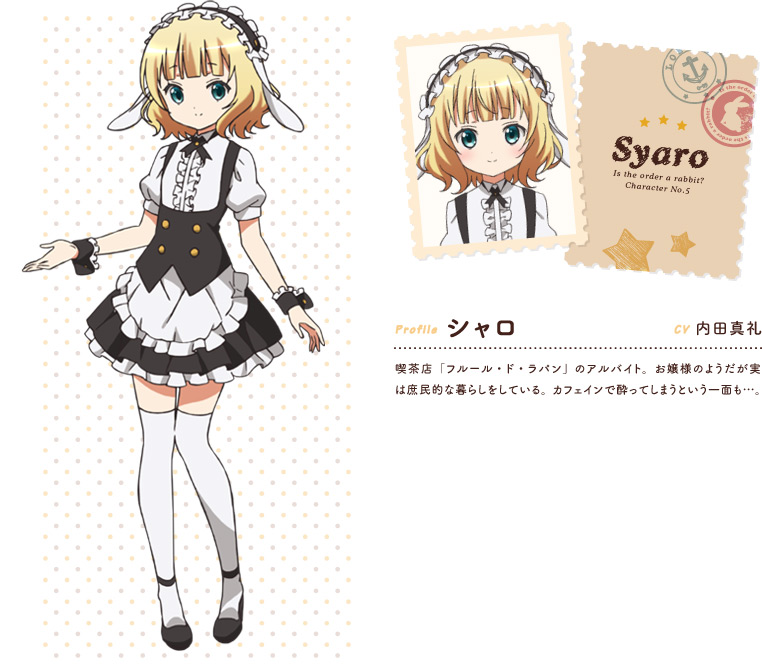 Syaro
Is the order a rabbit?
Character No.5
Profile シャロ
CV 内田真礼
喫茶店「フルール・ド・ラパン」のアルバイト。お嬢様のようだが実
は庶民的な暮らしをしている。カフェインで酔ってしまうという一面も…。